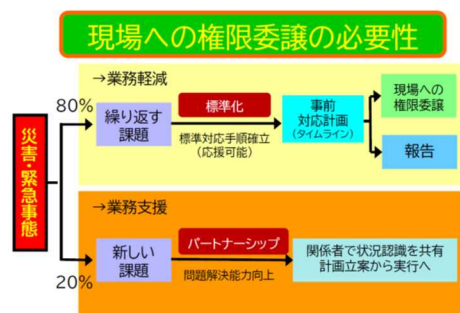 現場への権限委譲の必要性
→業務軽減
80%
繰り返す
課題
標準化
標準対応手順確立
(応援可能)
事前
対応計画
(タイムライン)
現場への
権限委譲
報告
災害・緊急事態
→業務支援
20%
新しい
課題
パートナーシップ
問題解決能力向上
関係者で状況認識を共有
計画立案から実行へ